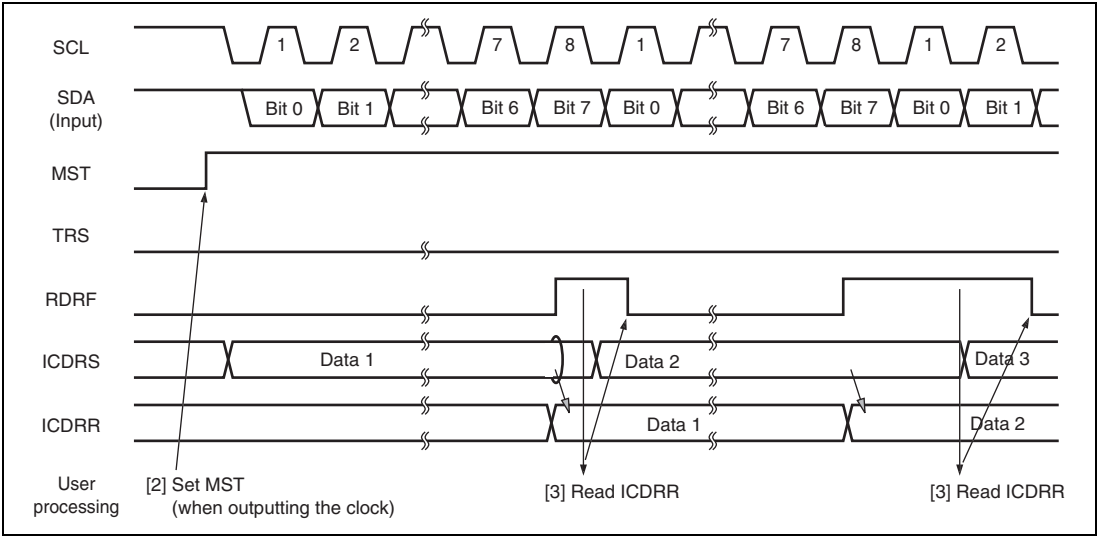 SCL 1 2 7 8 1 7 8 1 2
SDA
(Input)
Bit 0 Bit 1 Bit 6 Bit 7 Bit 0 Bit 6 Bit 7 Bit 0 Bit 1
MST
TRS
RDRF
ICDRS Data 1 Data 2 Data 3
ICDRR Data 1 Data 2
User
processing
[2] Set MST
(when outputting the clock)
[3] Read ICDRR
[3] Read ICDRR